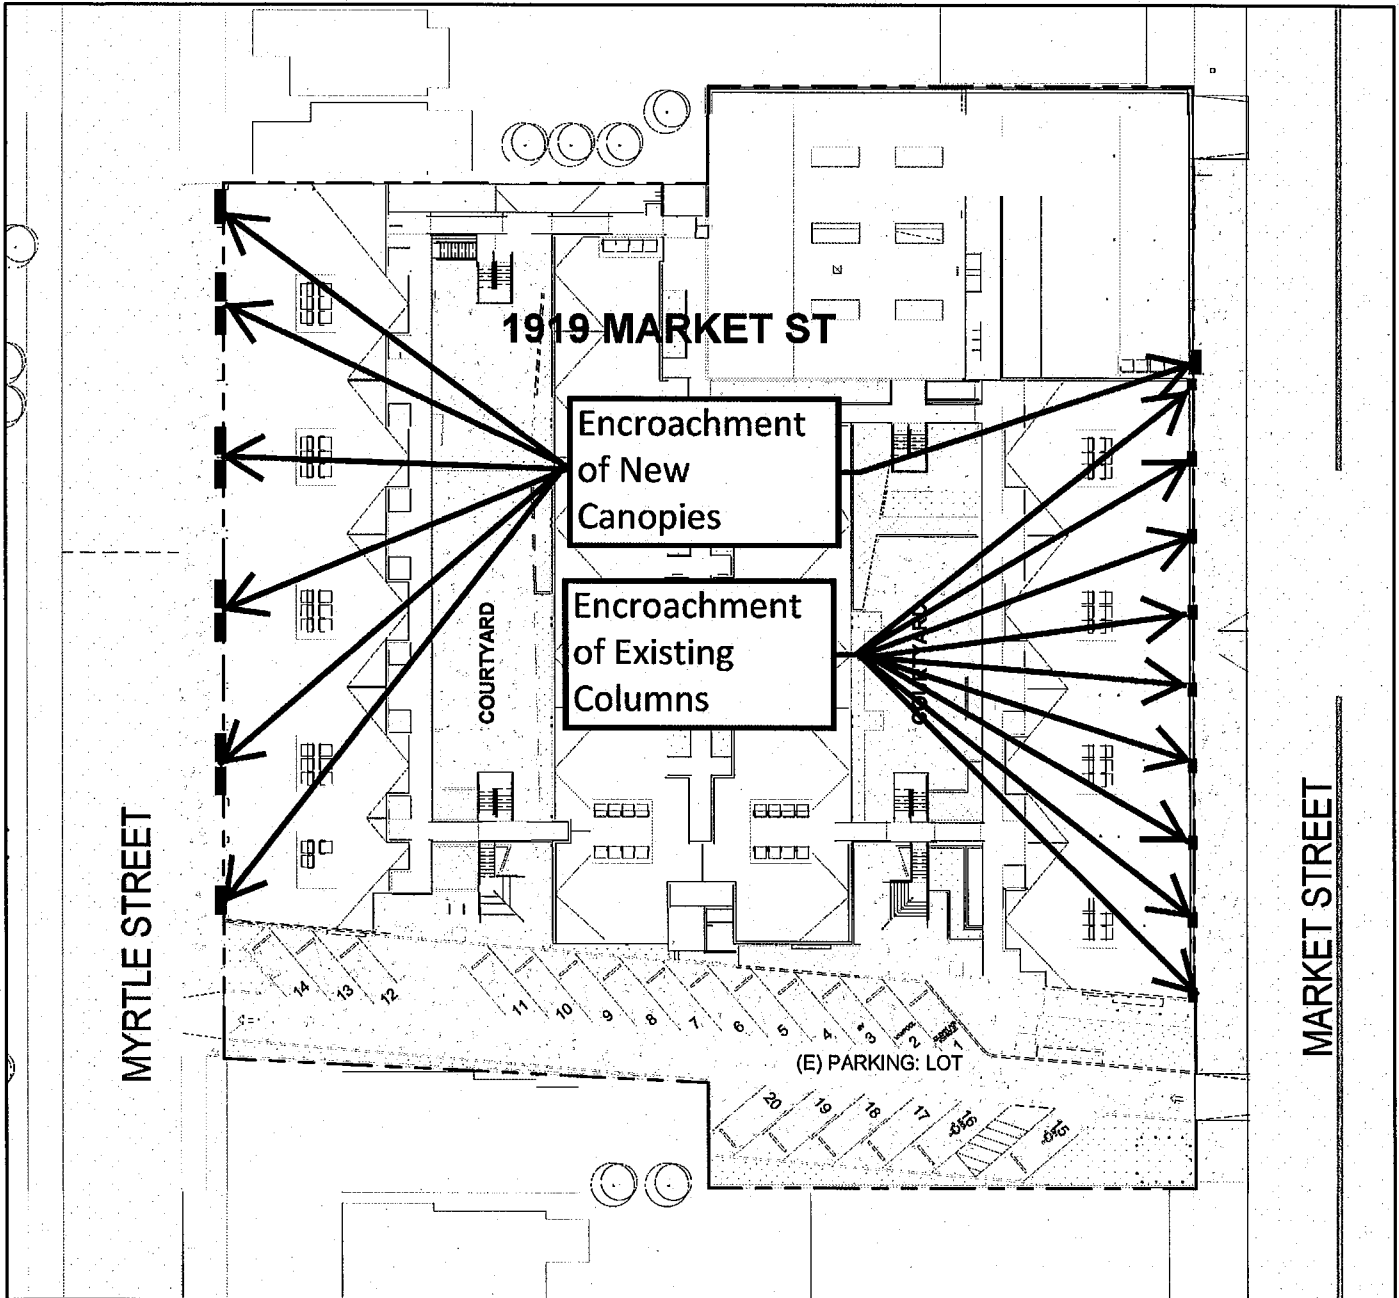 1919 MARKET ST
Encroachment
of New
Canopies
Encroachment
of Existing
Columns
COURTYARD
COURTYARD
MYRTLE STREET
MARKET STREET
14
13
12
11
10
9
8
7
6
5
4
3
2
1
(E) PARKING: LOT
20
19
18
17
16
15